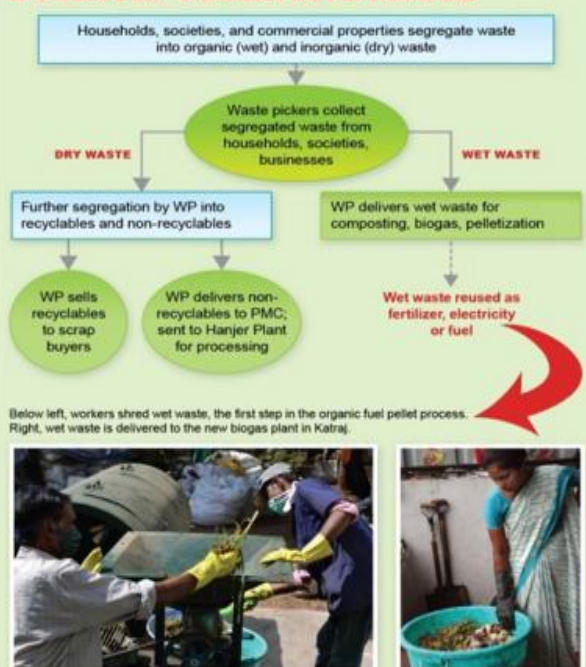 Households, societies, and commercial properties segregate waste
into organic (wet) and inorganic (dry) waste
Waste pickers collect
segregated waste from
households, societies,
businesses
DRY WASTE
WET WASTE
Further segregation by WP into
recyclables and non-recyclables
WP delivers wet waste for
composting, biogas, pelletization
WP sells
recyclables
to scrap
buyers
WP delivers non-
recyclables to PMC;
sent to Hanjer Plant
for processing
Wet waste reused as
fertilizer, electricity
or fuel
Below left, workers shred wet waste, the first step in the organic fuel pellet process.
Right, wet waste is delivered to the new biogas plant in Katraj.